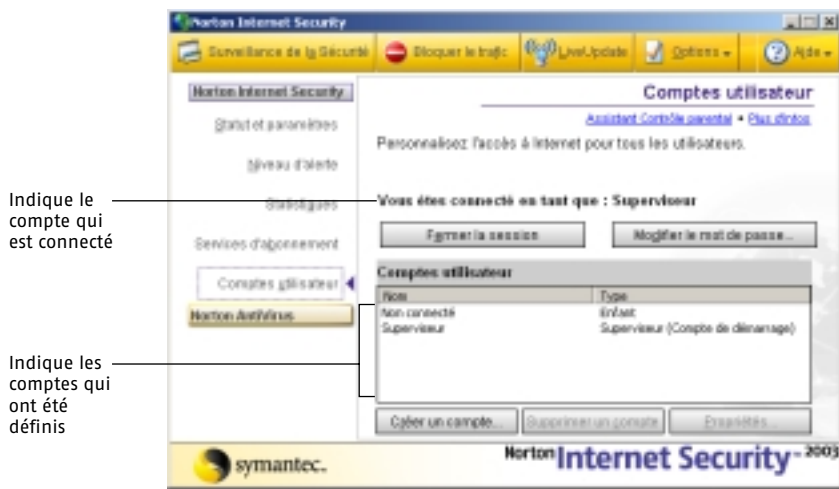 Norton Internet Security
Surveillance de la Sécurité
Bloquer le trafic
LiveUpdate
Options
Aide
Norton Internet Security
Statut et paramètres
Niveau d'alerte
Statistiques
Services d'abonnement
Comptes utilisateur
Norton AntiVirus
Comptes utilisateur
Assistant Contrôle parental • Plus d'infos
Personnalisez l'accès à Internet pour tous les utilisateurs.
Vous êtes connecté en tant que : Superviseur
Fermer la session
Modifier le mot de passe...
Comptes utilisateur
Nom Type
Non connecté Enfant
Superviseur Superviseur (Compte de démarrage)
Créer un compte...
Supprimer un compte
Propriétés...
symantec.
Norton Internet Security™ 2003
Indique le
compte qui
est connecté
Indique les
comptes qui
ont été
définis